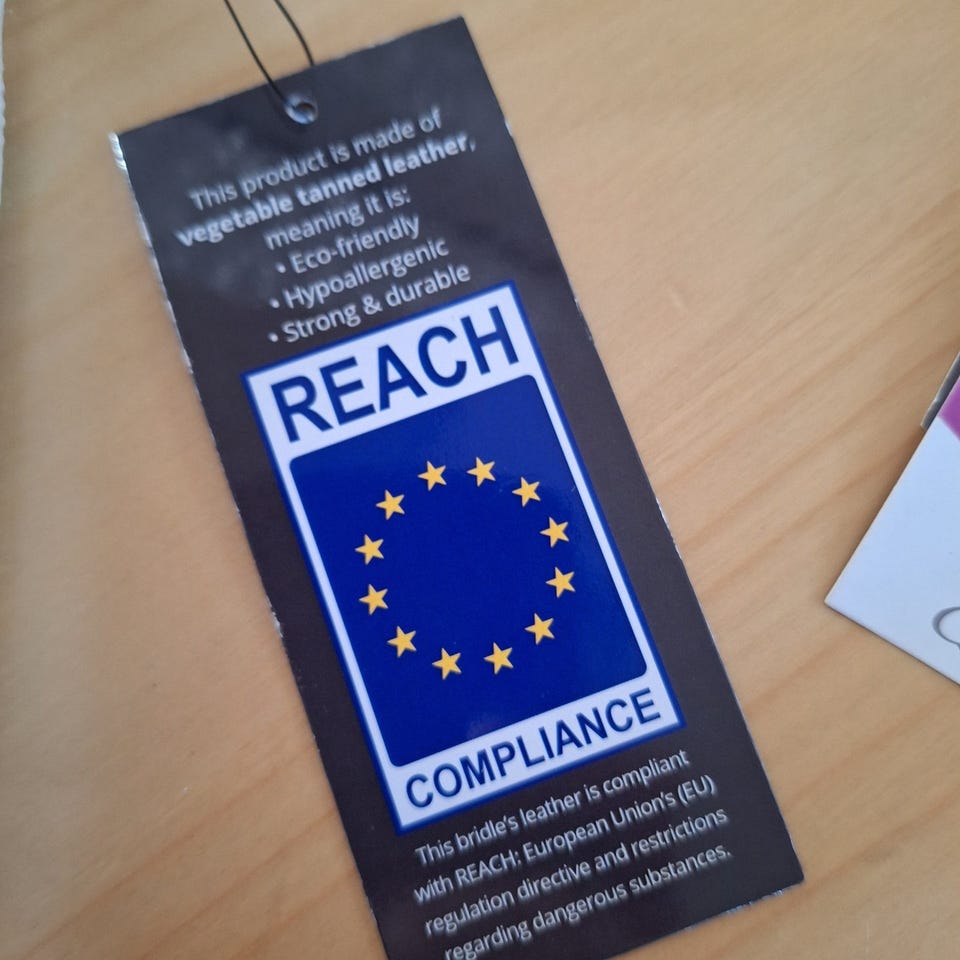 This product is made of
vegetable tanned leather,
meaning it is:
• Eco-friendly
• Hypoallergenic
• Strong & durable
REACH
COMPLIANCE
This bridle's leather is compliant
with REACH: European Union's (EU)
regulation directive and restrictions
regarding dangerous substances.